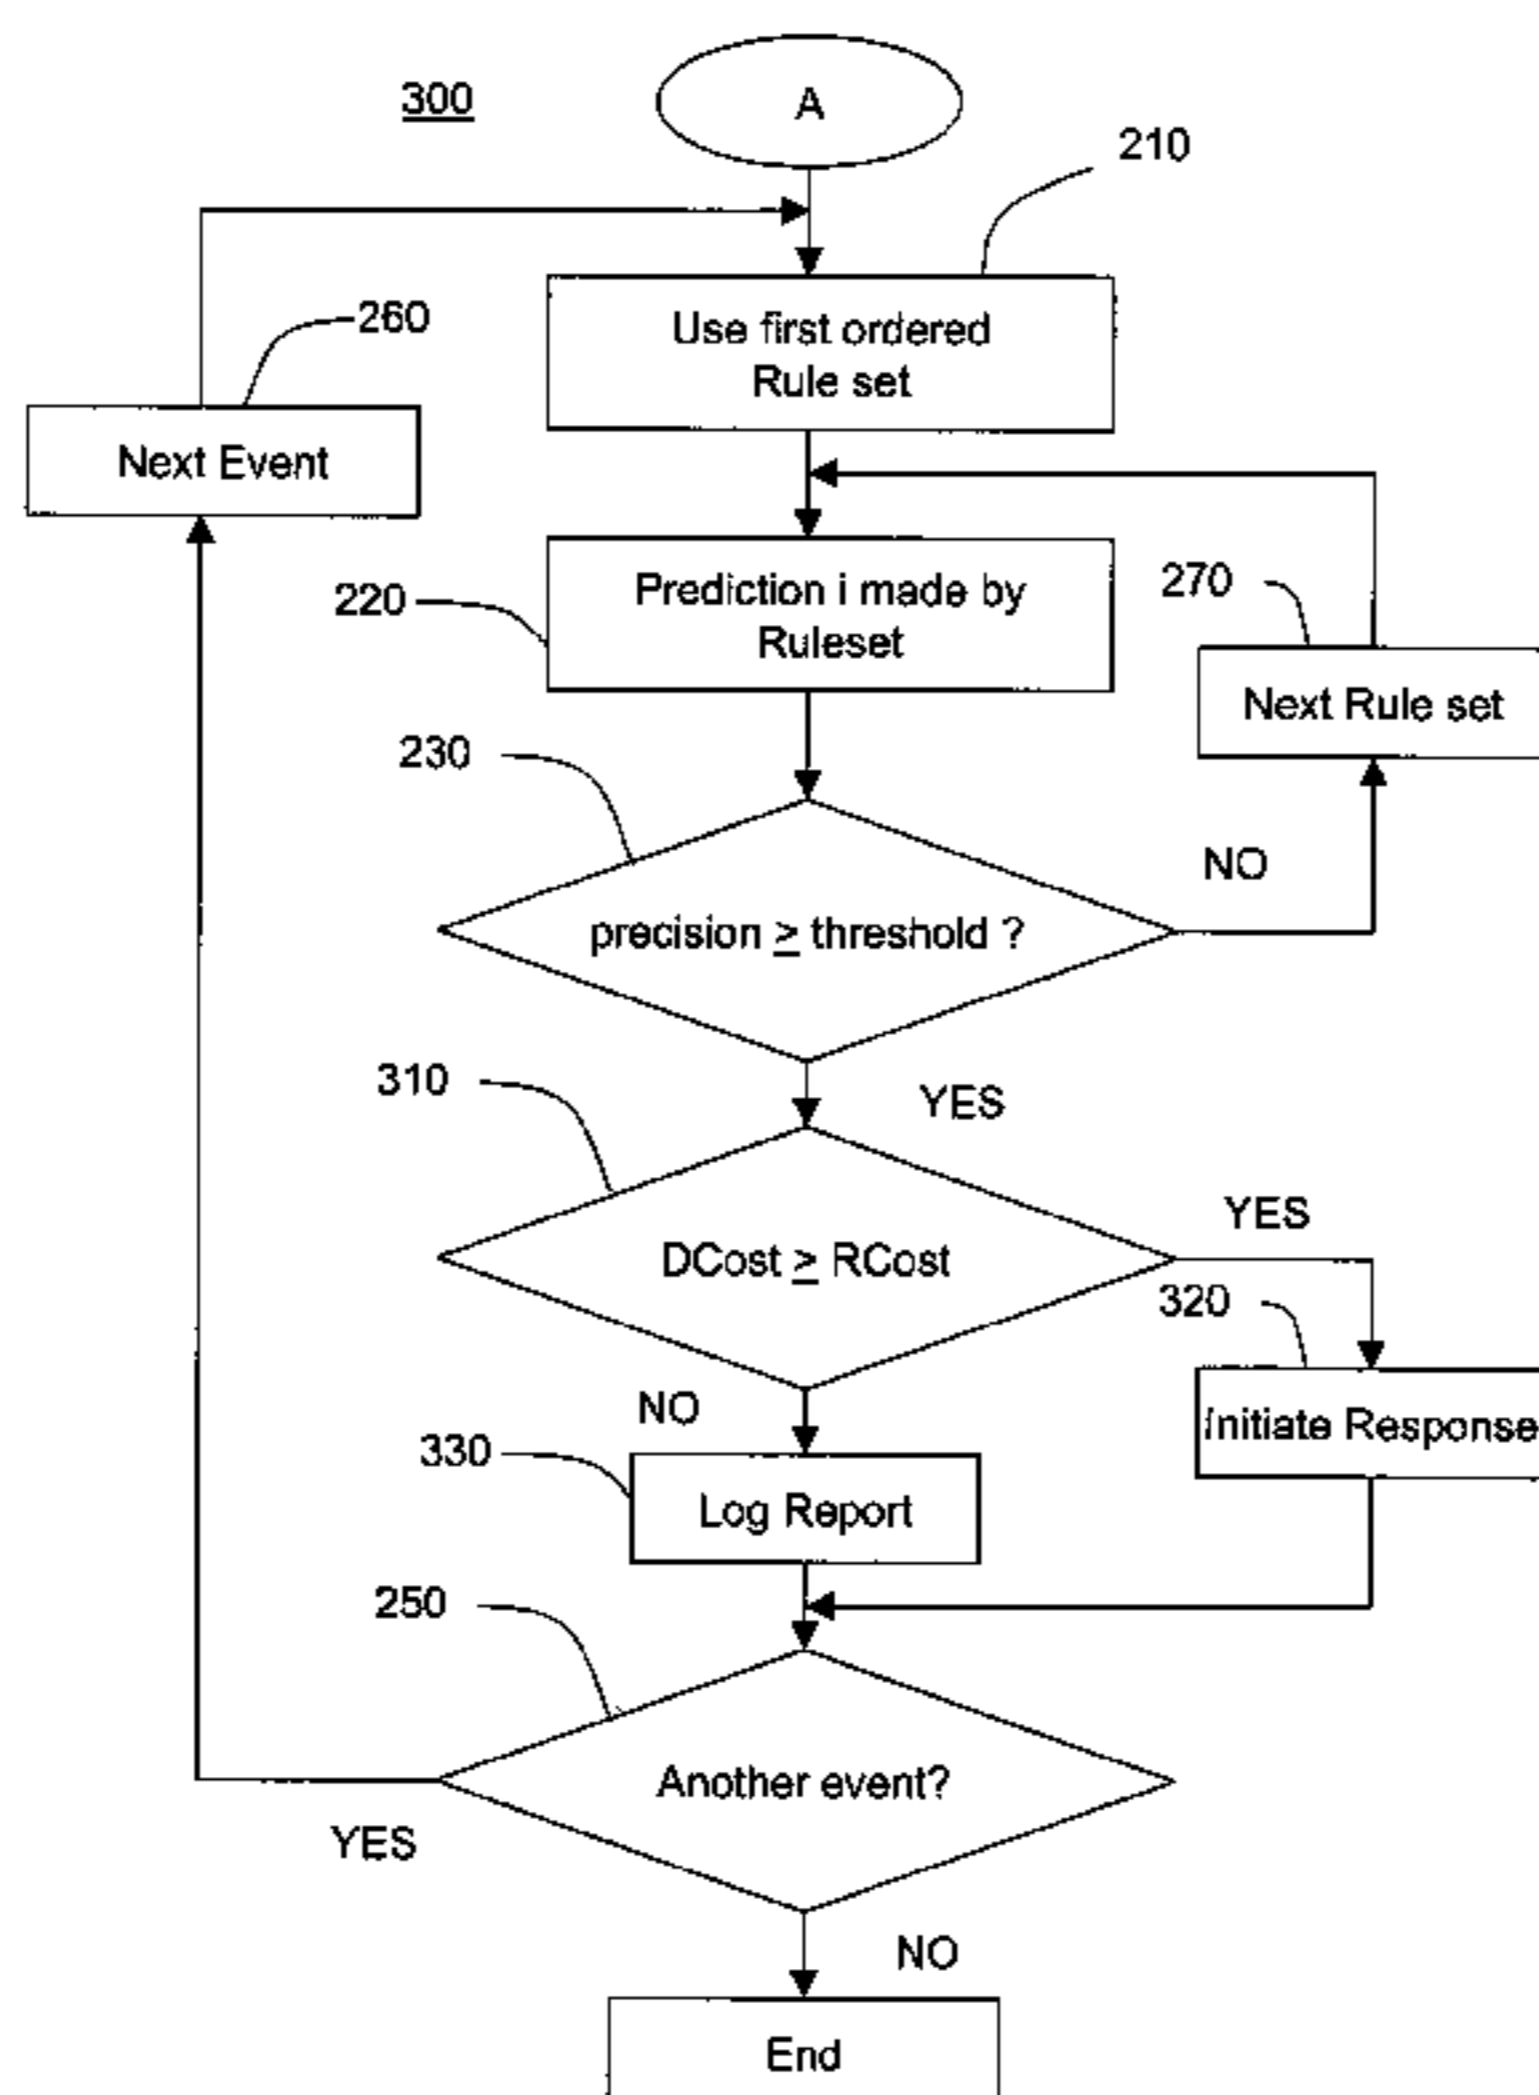 300
A
210
Use first ordered
Rule set
260
Next Event
220
Prediction i made by
Ruleset
270
Next Rule set
230
precision ≥ threshold ?
NO
310
YES
DCost ≥ RCost
YES
320
Initiate Response
NO
330
Log Report
250
Another event?
YES
NO
End